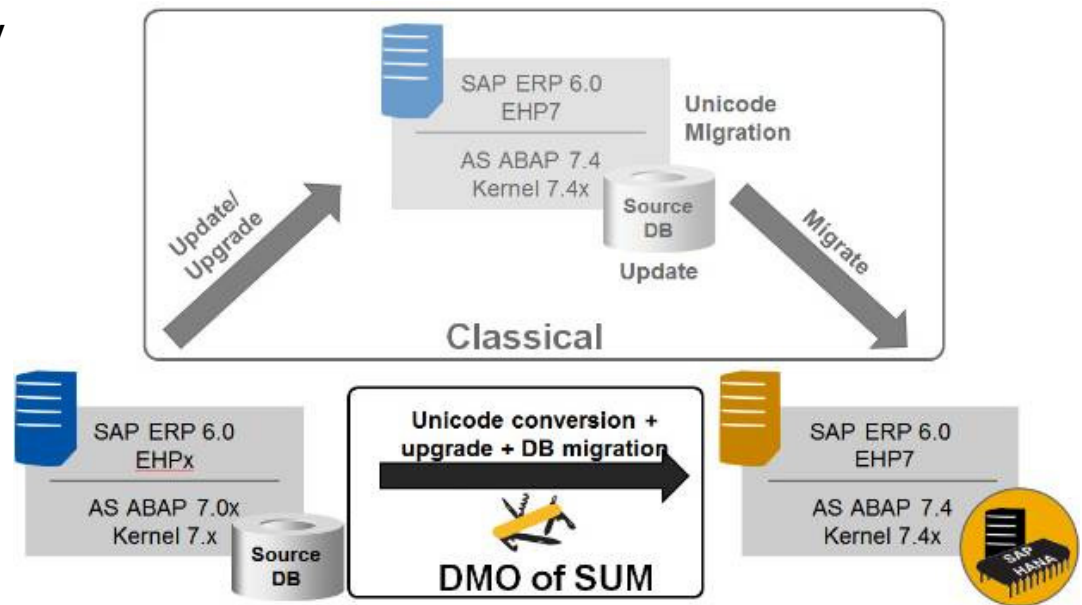 SAP ERP 6.0
EHP7
AS ABAP 7.4
Kernel 7.4x
Unicode
Migration
Source
DB
Update
Update/
Upgrade
Migrate
Classical
SAP ERP 6.0
EHPx
AS ABAP 7.0x
Kernel 7.x
Source
DB
Unicode conversion +
upgrade + DB migration
DMO of SUM
SAP ERP 6.0
EHP7
AS ABAP 7.4
Kernel 7.4x
SAP
HANA